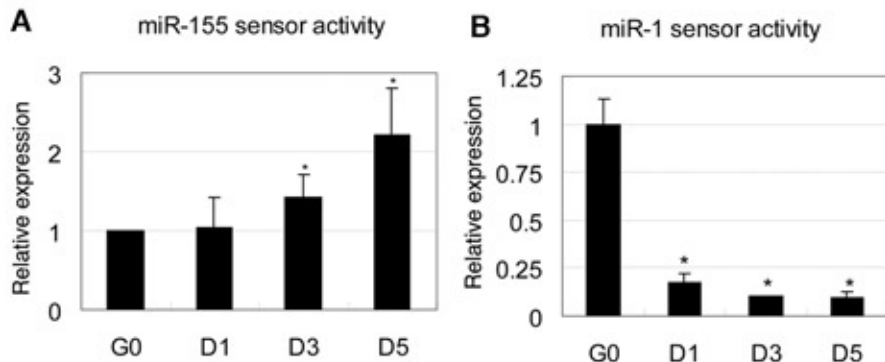 A
miR-155 sensor activity
Relative expression
3
2
1
0
*
*
G0 D1 D3 D5
B
miR-1 sensor activity
Relative expression
1.25
1
0.75
0.5
0.25
0
*
*
*
G0 D1 D3 D5